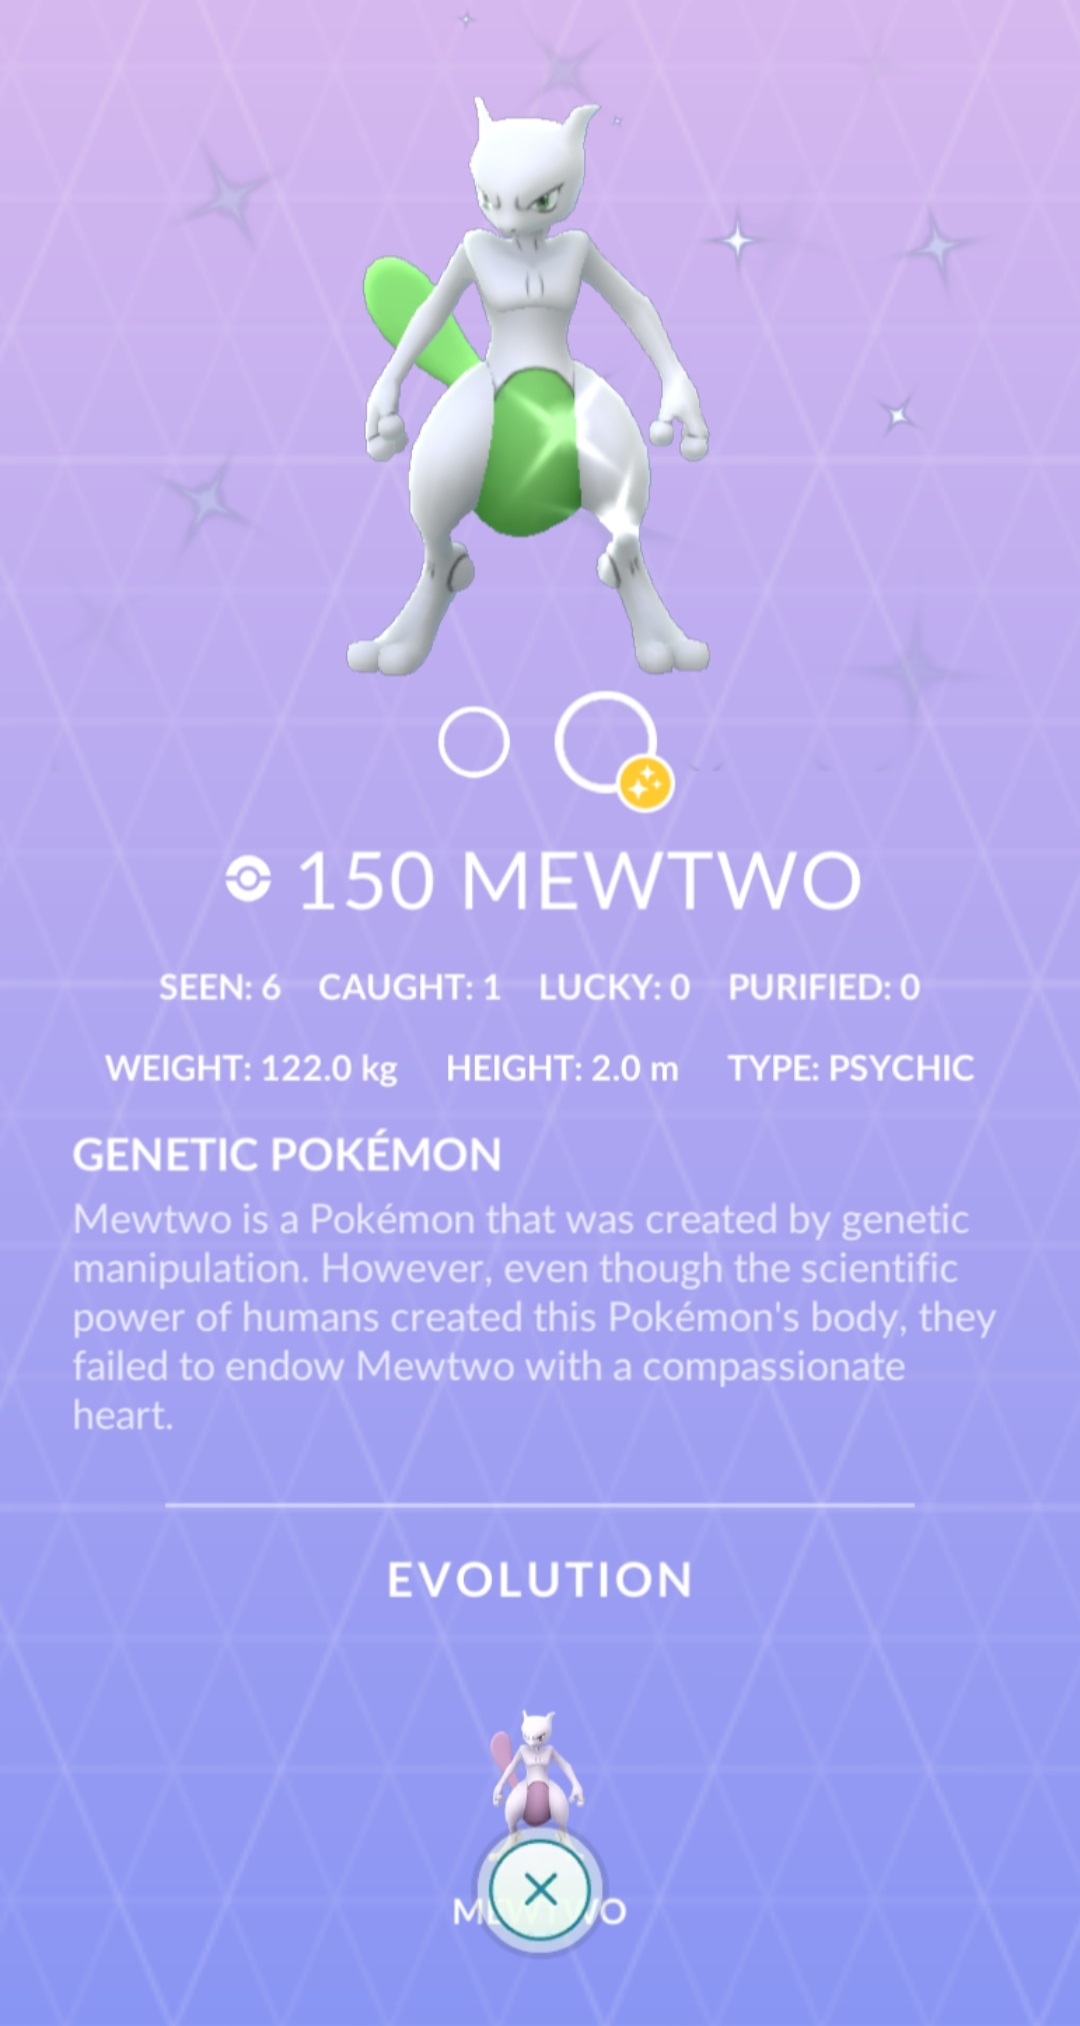 150 MEWTWO
SEEN: 6 CAUGHT: 1 LUCKY: 0 PURIFIED: 0
WEIGHT: 122.0 kg HEIGHT: 2.0 m TYPE: PSYCHIC
GENETIC POKÉMON
Mewtwo is a Pokémon that was created by genetic
manipulation. However, even though the scientific
power of humans created this Pokémon's body, they
failed to endow Mewtwo with a compassionate
heart.
EVOLUTION
MEWTWO